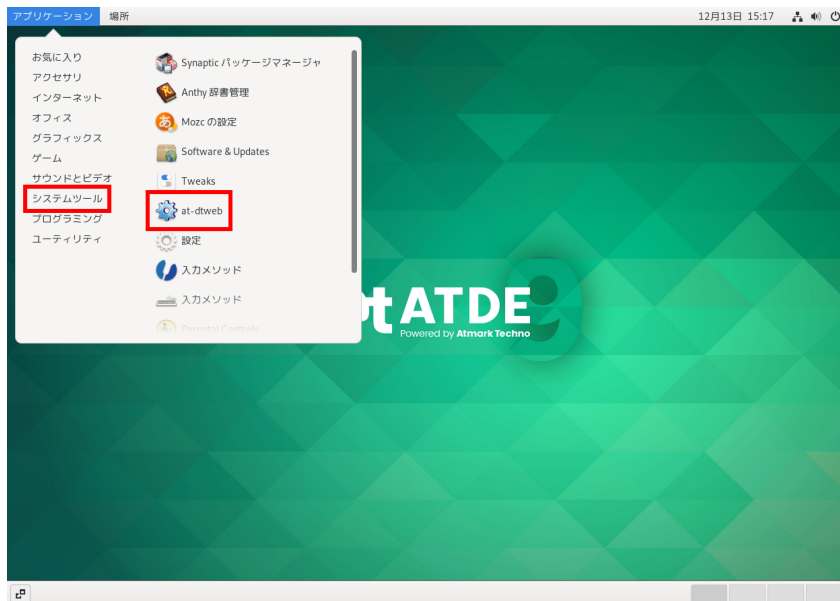 アプリケーション 場所 12月13日 15:17
お気に入り
アクセサリ
インターネット
オフィス
グラフィックス
ゲーム
サウンドとビデオ
システムツール
プログラミング
ユーティリティ
Synaptic パッケージマネージャ
Anthy 辞書管理
Mozc の設定
Software & Updates
Tweaks
at-dtweb
設定
入力メソッド
入力メソッド
Parental Controls
t ATDE 9
Powered by Atmark Techno